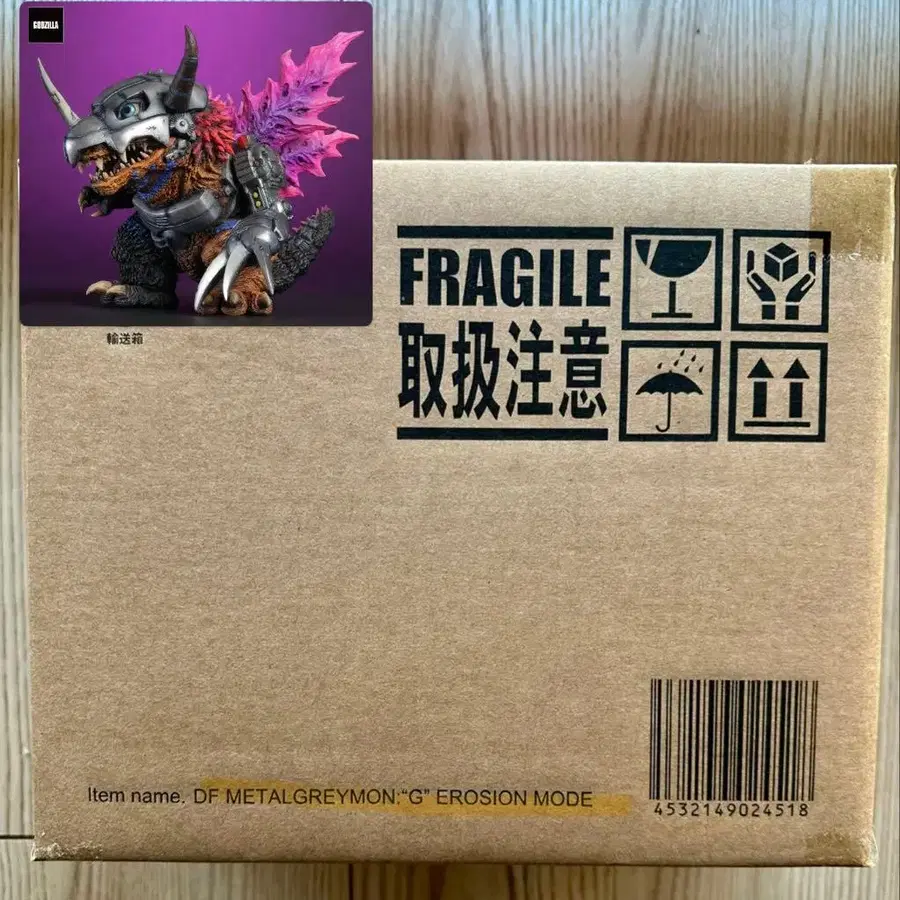 GODZILLA
輸送箱
FRAGILE
取扱注意
Item name. DF METALGREYMON:“G” EROSION MODE
4532149024518